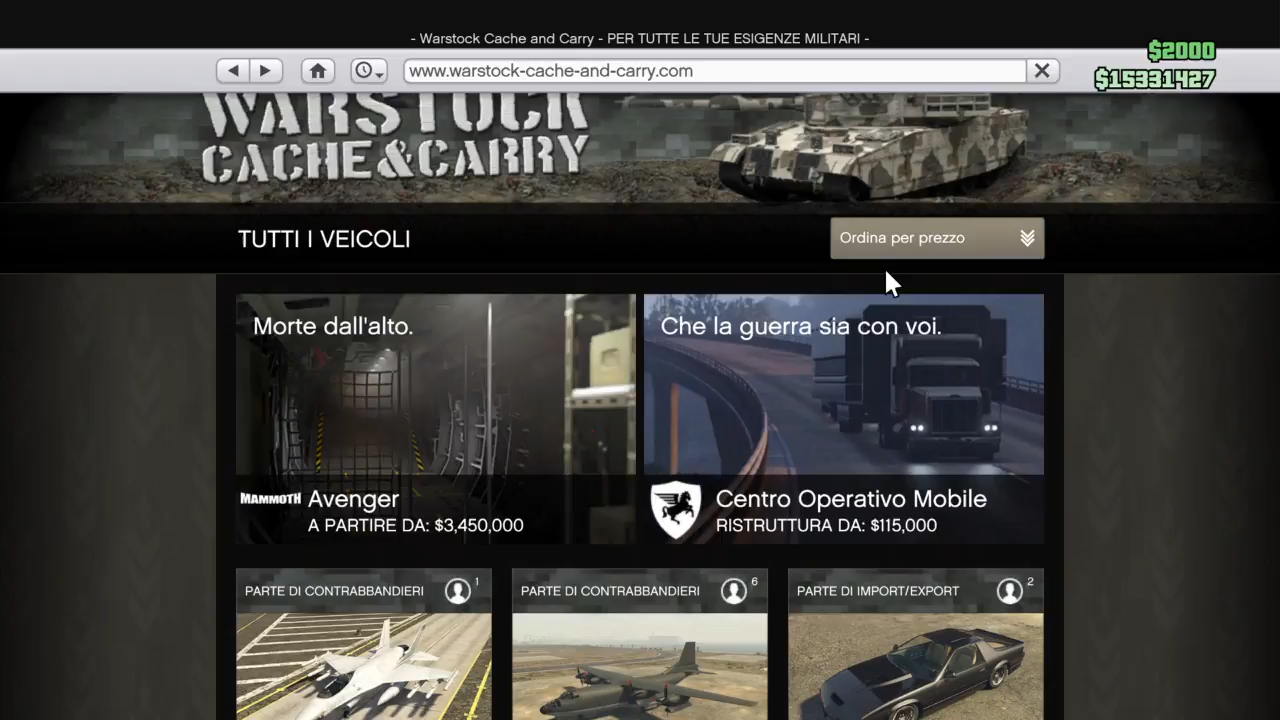 - Warstock Cache and Carry - PER TUTTE LE TUE ESIGENZE MILITARI -
$2000
www.warstock-cache-and-carry.com
$15331427
WARSTOCK
CACHE&CARRY
TUTTI I VEICOLI
Ordina per prezzo
Morte dall'alto.
Che la guerra sia con voi.
MAMMOTH Avenger
A PARTIRE DA: $3,450,000
Centro Operativo Mobile
RISTRUTTURA DA: $115,000
PARTE DI CONTRABBANDIERI 1
PARTE DI CONTRABBANDIERI 6
PARTE DI IMPORT/EXPORT 2